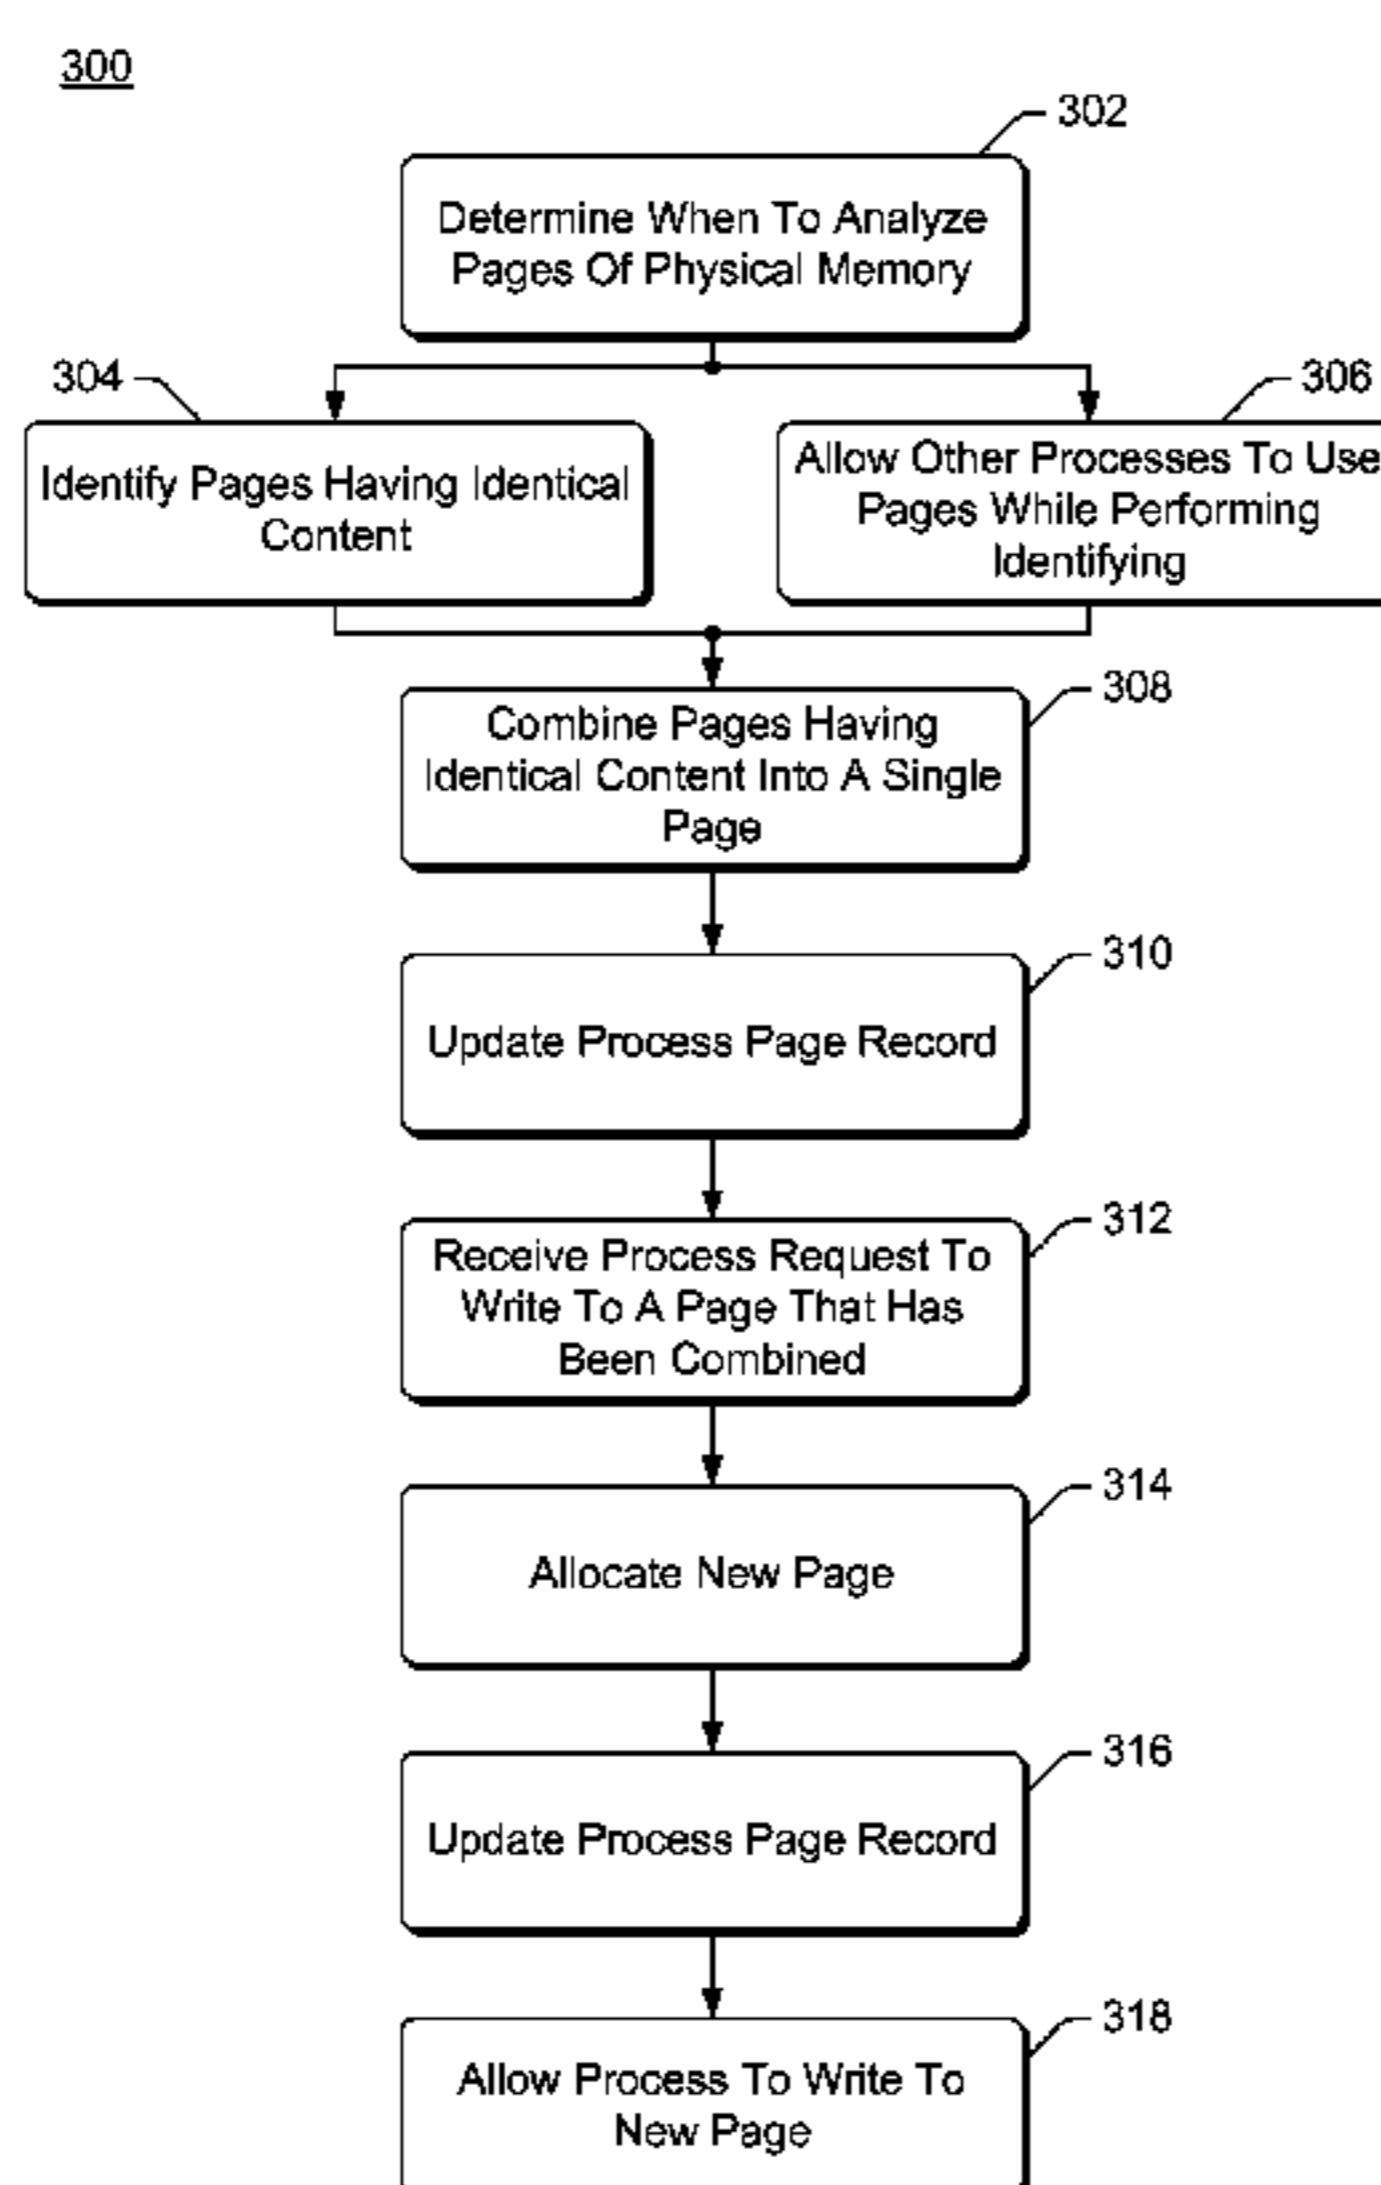 300
302
Determine When To Analyze
Pages Of Physical Memory
304
306
Identify Pages Having Identical
Content
Allow Other Processes To Use
Pages While Performing
Identifying
308
Combine Pages Having
Identical Content Into A Single
Page
310
Update Process Page Record
312
Receive Process Request To
Write To A Page That Has
Been Combined
314
Allocate New Page
316
Update Process Page Record
318
Allow Process To Write To
New Page